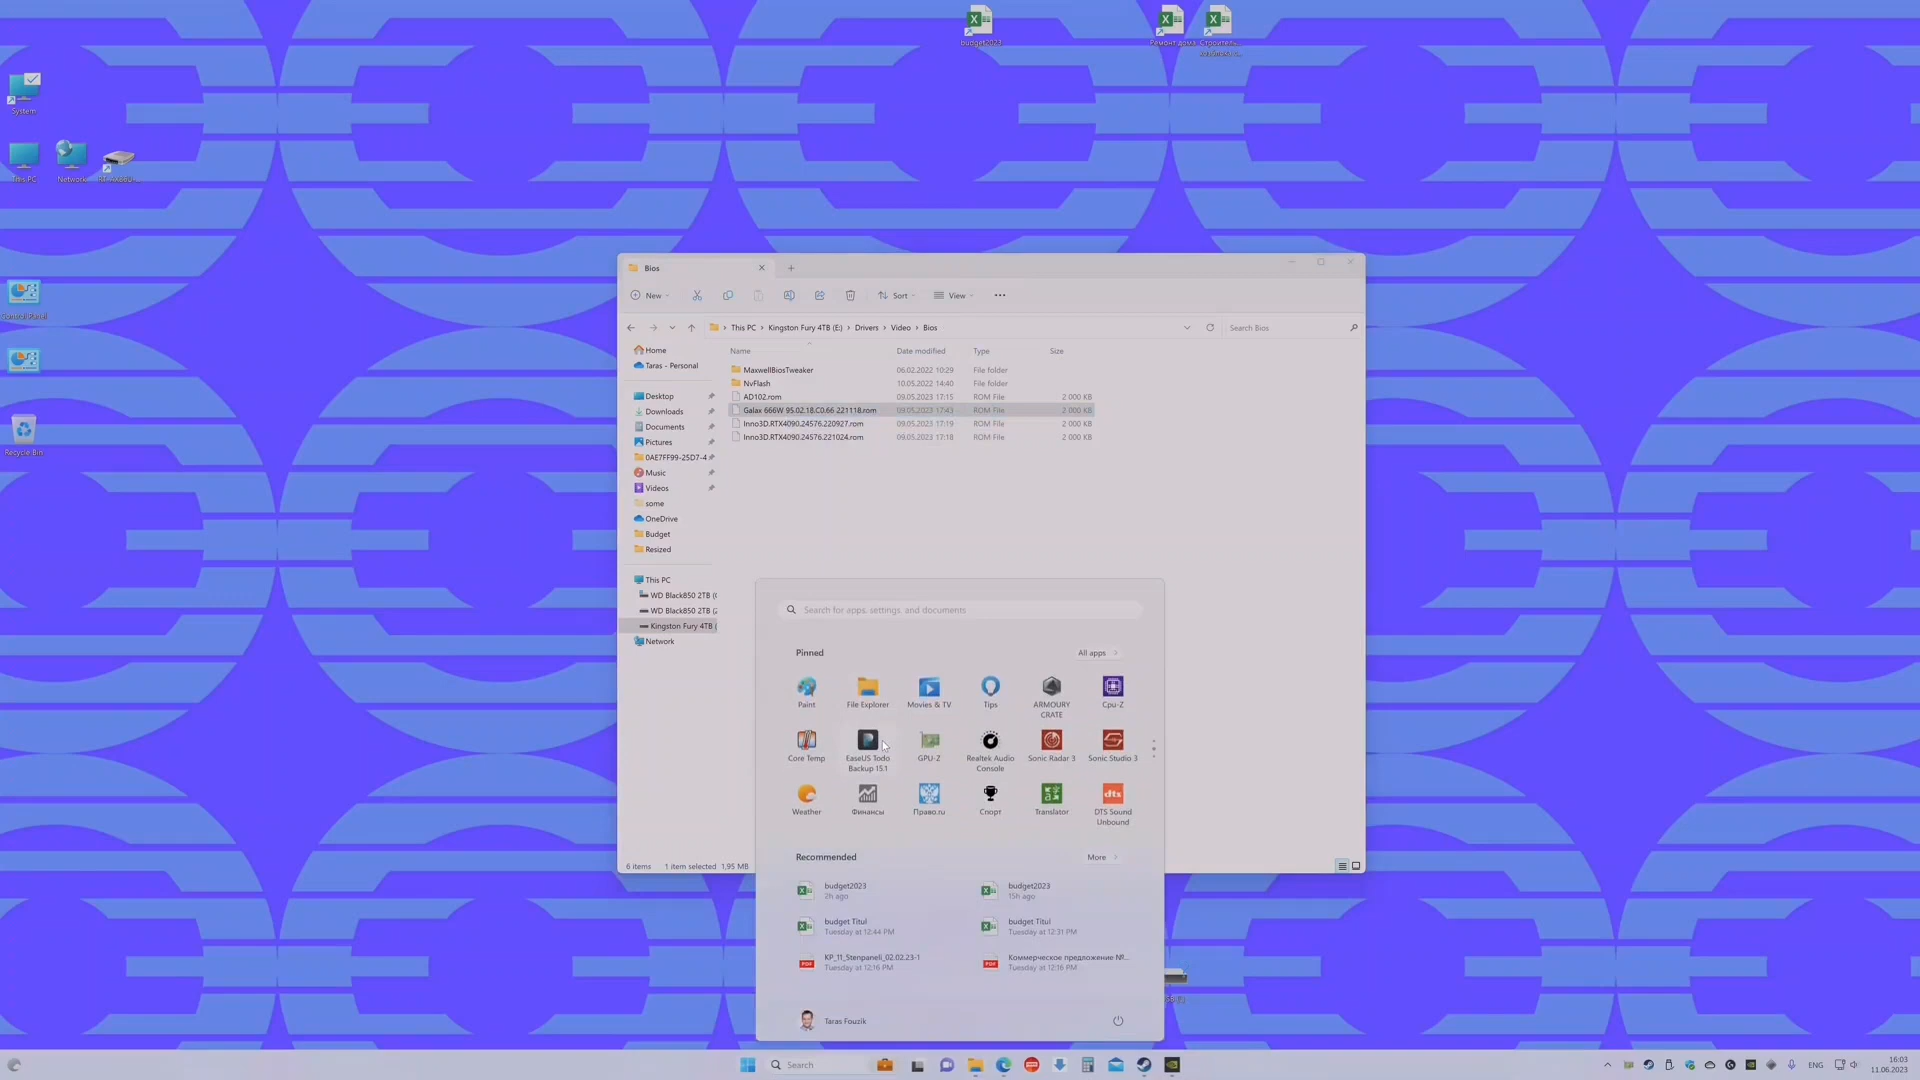 budget2023
Ремонт дома
System
This PC
Network
Bios
New
Sort
View
This PC > Kingston Fury 4TB (E:) > Drivers > Video > Bios
Search Bios
Name Date modified Type Size
MaxwellBiosTweaker 06.02.2022 10:29 File folder
NvFlash 10.05.2022 14:40 File folder
AD102.rom 09.05.2023 17:15 ROM File 2 000 KB
Galax 666W 95.02.18.C0.66 221118.rom 09.05.2023 17:43 ROM File 2 000 KB
Inno3D.RTX4090.24576.220927.rom 09.05.2023 17:19 ROM File 2 000 KB
Inno3D.RTX4090.24576.221024.rom 09.05.2023 17:18 ROM File 2 000 KB
Home
Taras - Personal
Desktop
Downloads
Documents
Pictures
0AE7FF99-25D7-4
Music
Videos
some
OneDrive
Budget
Resized
This PC
WD Black850 2TB (
WD Black850 2TB (
Kingston Fury 4TB (
Network
6 items 1 item selected 1,95 MB
Control Panel
Recycle Bin
Search for apps, settings, and documents
Pinned
All apps
Paint
File Explorer
Movies & TV
Tips
ARMOURY
CRATE
Cpu-Z
Core Temp
EaseUS Todo
Backup 15.1
GPU-Z
Realtek Audio
Console
Sonic Radar 3
Sonic Studio 3
Weather
Финансы
Право.ru
Спорт
Translator
DTS Sound
Unbound
Recommended
More
budget2023
2h ago
budget2023
15h ago
budget Titul
Tuesday at 12:44 PM
budget Titul
Tuesday at 12:31 PM
KP_11_Stenpaneli_02.02.23-1
Tuesday at 12:16 PM
Коммерческое предложение №...
Tuesday at 12:16 PM
Taras Fouzik
Search
ENG
16:03
11.06.2023